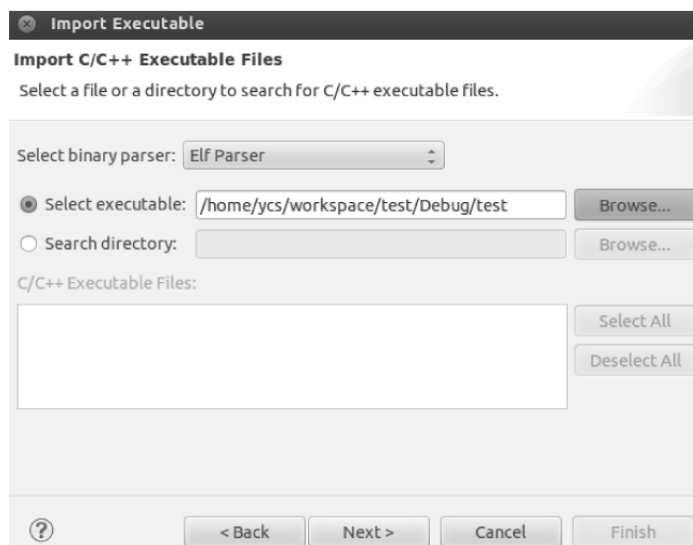 Import Executable
Import C/C++ Executable Files
Select a file or a directory to search for C/C++ executable files.
Select binary parser: Elf Parser
Select executable: /home/ycs/workspace/test/Debug/test Browse...
Search directory: Browse...
C/C++ Executable Files:
Select All
Deselect All
? < Back Next > Cancel Finish